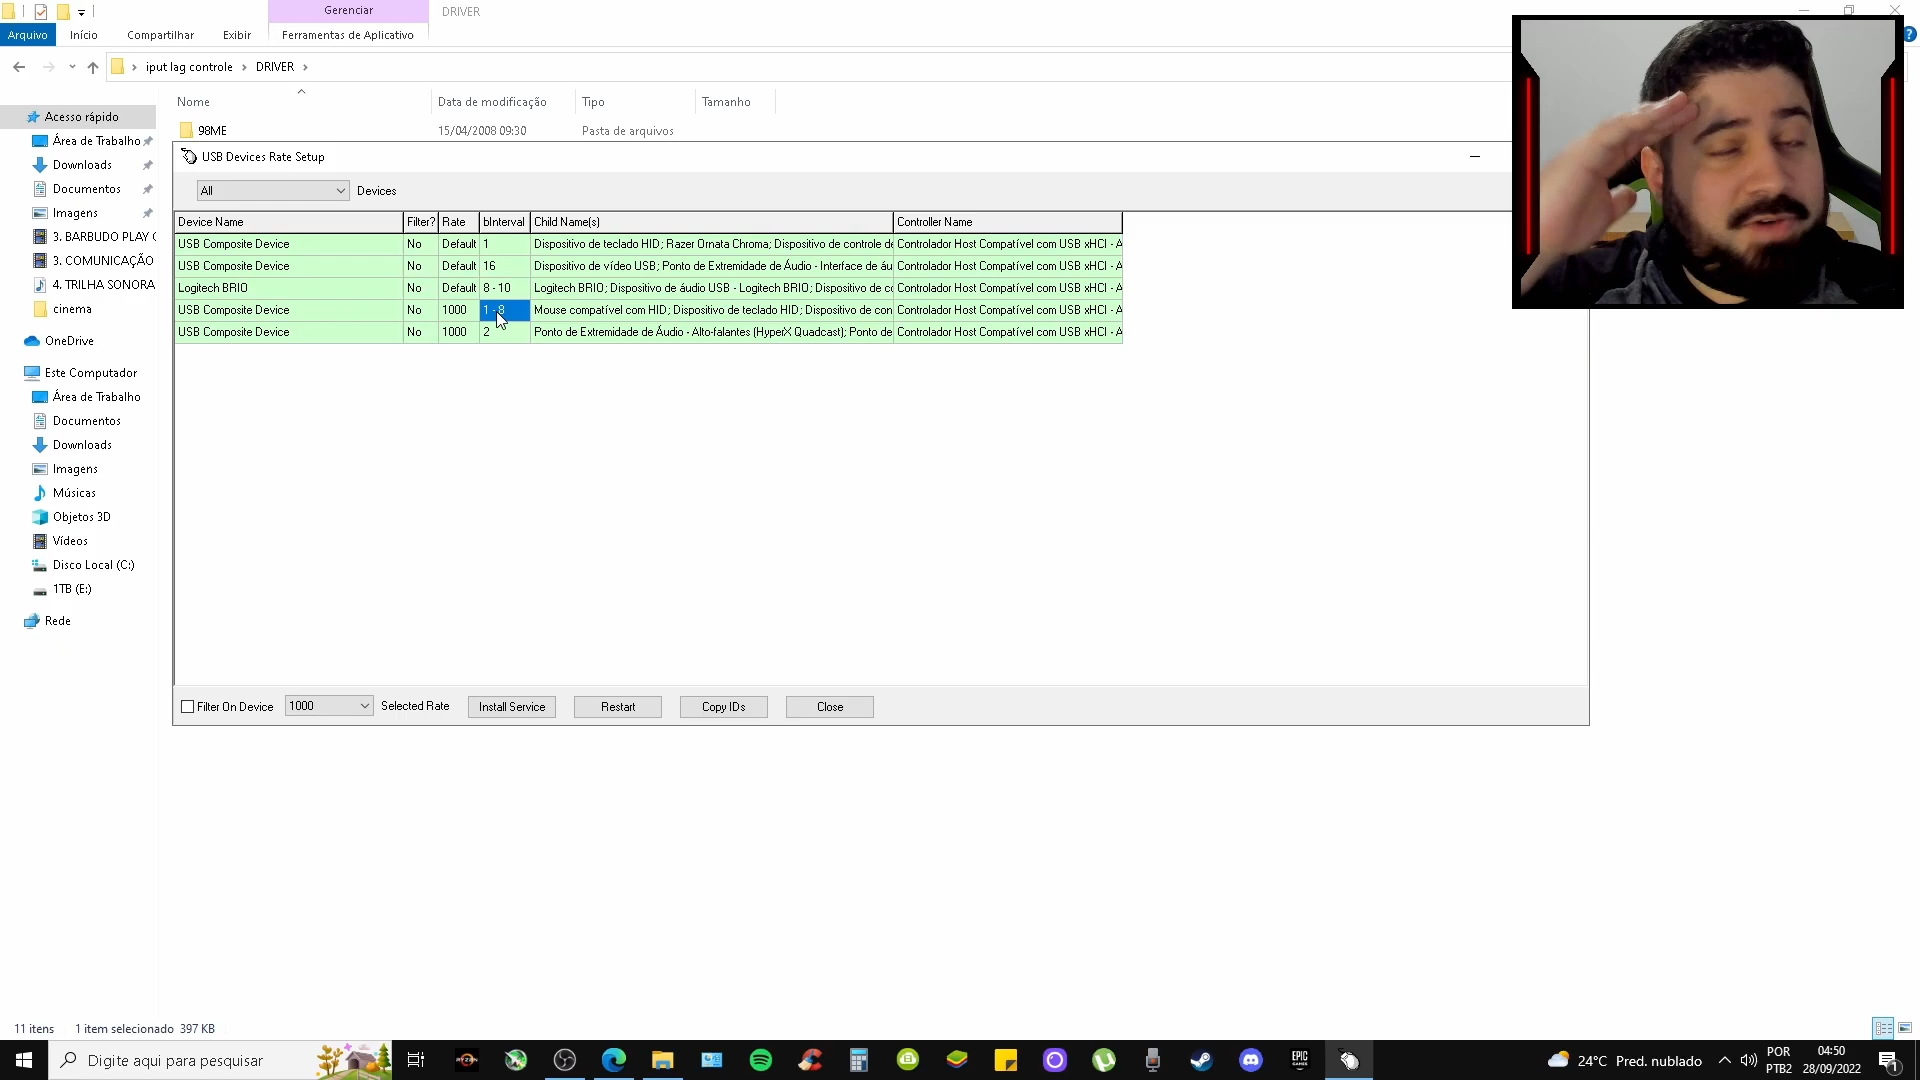 Gerenciar
DRIVER
Arquivo
Início
Compartilhar
Exibir
Ferramentas de Aplicativo
iput lag controle
DRIVER
Nome
Data de modificação
Tipo
Tamanho
98ME
15/04/2008 09:30
Pasta de arquivos
Acesso rápido
Área de Trabalho
Downloads
Documentos
Imagens
3. BARBUDO PLAY
3. COMUNICAÇÃO
4. TRILHA SONORA
cinema
OneDrive
Este Computador
Área de Trabalho
Documentos
Downloads
Imagens
Músicas
Objetos 3D
Vídeos
Disco Local (C:)
1TB (E:)
Rede
USB Devices Rate Setup
All
Devices
Device Name Filter? Rate bInterval Child Name(s) Controller Name
USB Composite Device No Default 1 Dispositivo de teclado HID; Razer Ornata Chroma; Dispositivo de controle de Controlador Host Compatível com USB xHCI - A
USB Composite Device No Default 16 Dispositivo de vídeo USB; Ponto de Extremidade de Áudio - Interface de áu Controlador Host Compatível com USB xHCI - A
Logitech BRIO No Default 8 - 10 Logitech BRIO; Dispositivo de áudio USB - Logitech BRIO; Dispositivo de co Controlador Host Compatível com USB xHCI - A
USB Composite Device No 1000 1 - 8 Mouse compatível com HID; Dispositivo de teclado HID; Dispositivo de con Controlador Host Compatível com USB xHCI - A
USB Composite Device No 1000 2 Ponto de Extremidade de Áudio - Alto-falantes (HyperX Quadcast); Ponto de Controlador Host Compatível com USB xHCI - A
Filter On Device
1000
Selected Rate
Install Service
Restart
Copy IDs
Close
11 itens
1 item selecionado 397 KB
Digite aqui para pesquisar
RYZEN
EPIC GAMES
24°C Pred. nublado
POR
PTB2
04:50
28/09/2022
1